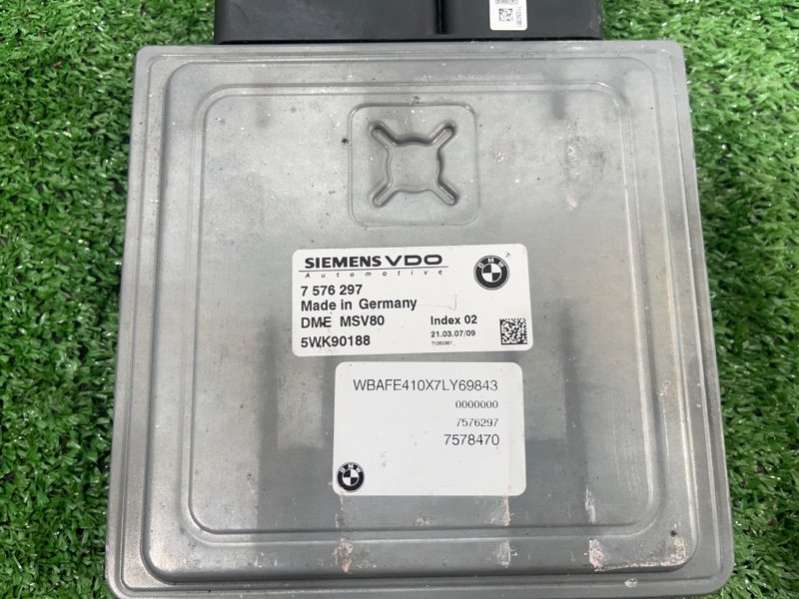 SIEMENS VDO
Automotive
7 576 297
Made in Germany
DME MSV80
Index 02
21.03.07/09
5WK90188
WBAFE410X7LY69843
0000000
7576297
7578470